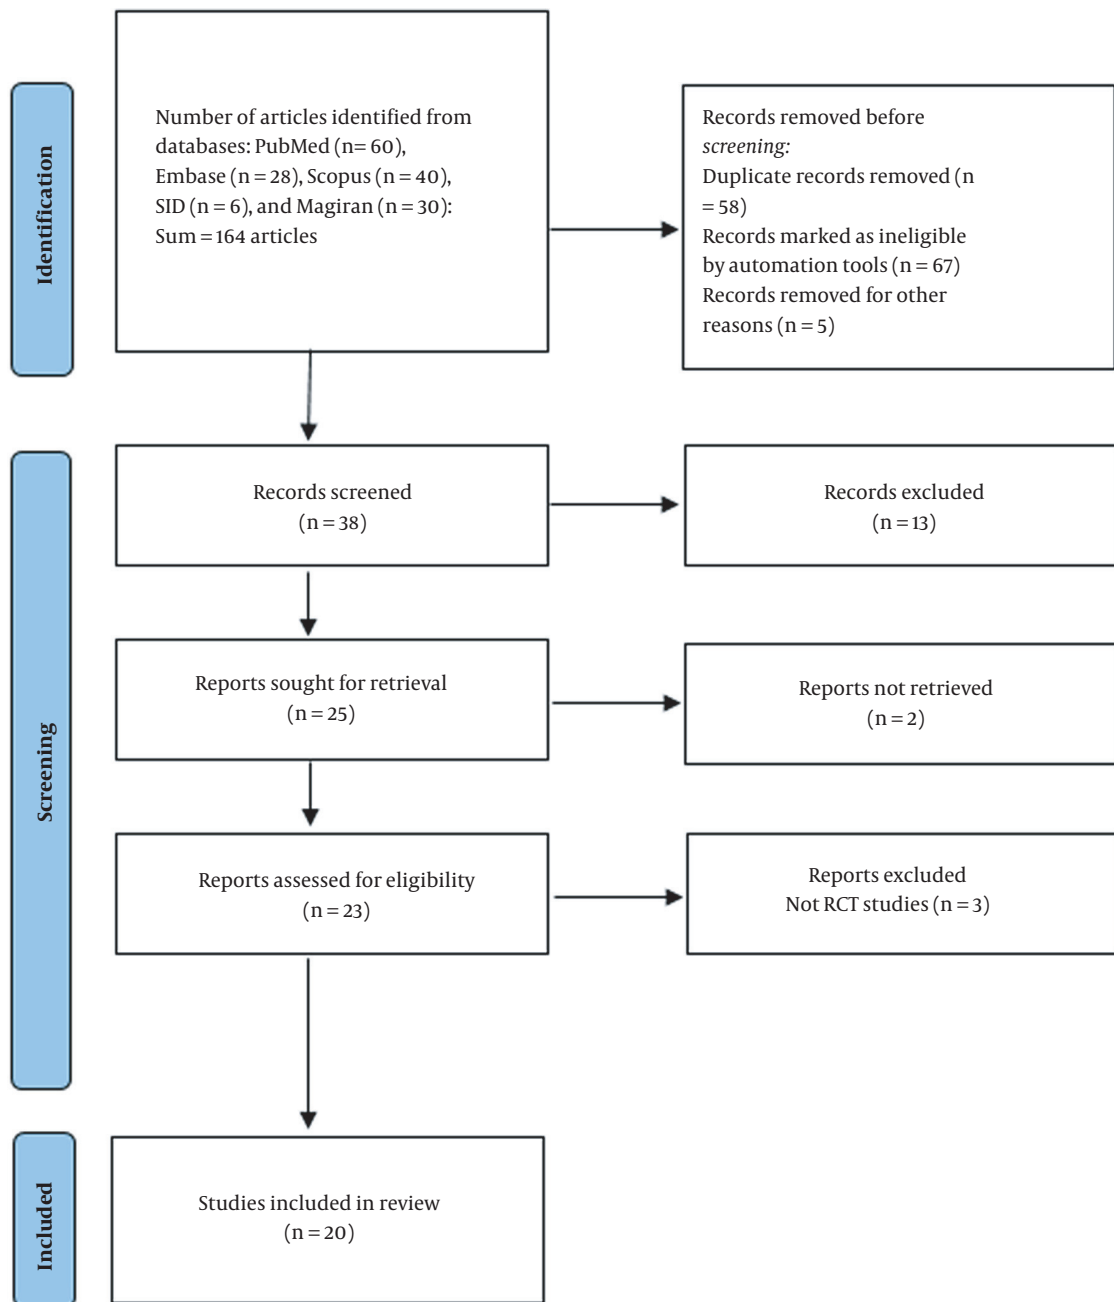 Identification
Number of articles identified from
databases: PubMed (n= 60),
Embase (n = 28), Scopus (n = 40),
SID (n = 6), and Magiran (n = 30):
Sum = 164 articles
Records removed before
screening:
Duplicate records removed (n
= 58)
Records marked as ineligible
by automation tools (n = 67)
Records removed for other
reasons (n = 5)
Screening
Records screened
(n = 38)
Records excluded
(n = 13)
Reports sought for retrieval
(n = 25)
Reports not retrieved
(n = 2)
Reports assessed for eligibility
(n = 23)
Reports excluded
Not RCT studies (n = 3)
Included
Studies included in review
(n = 20)